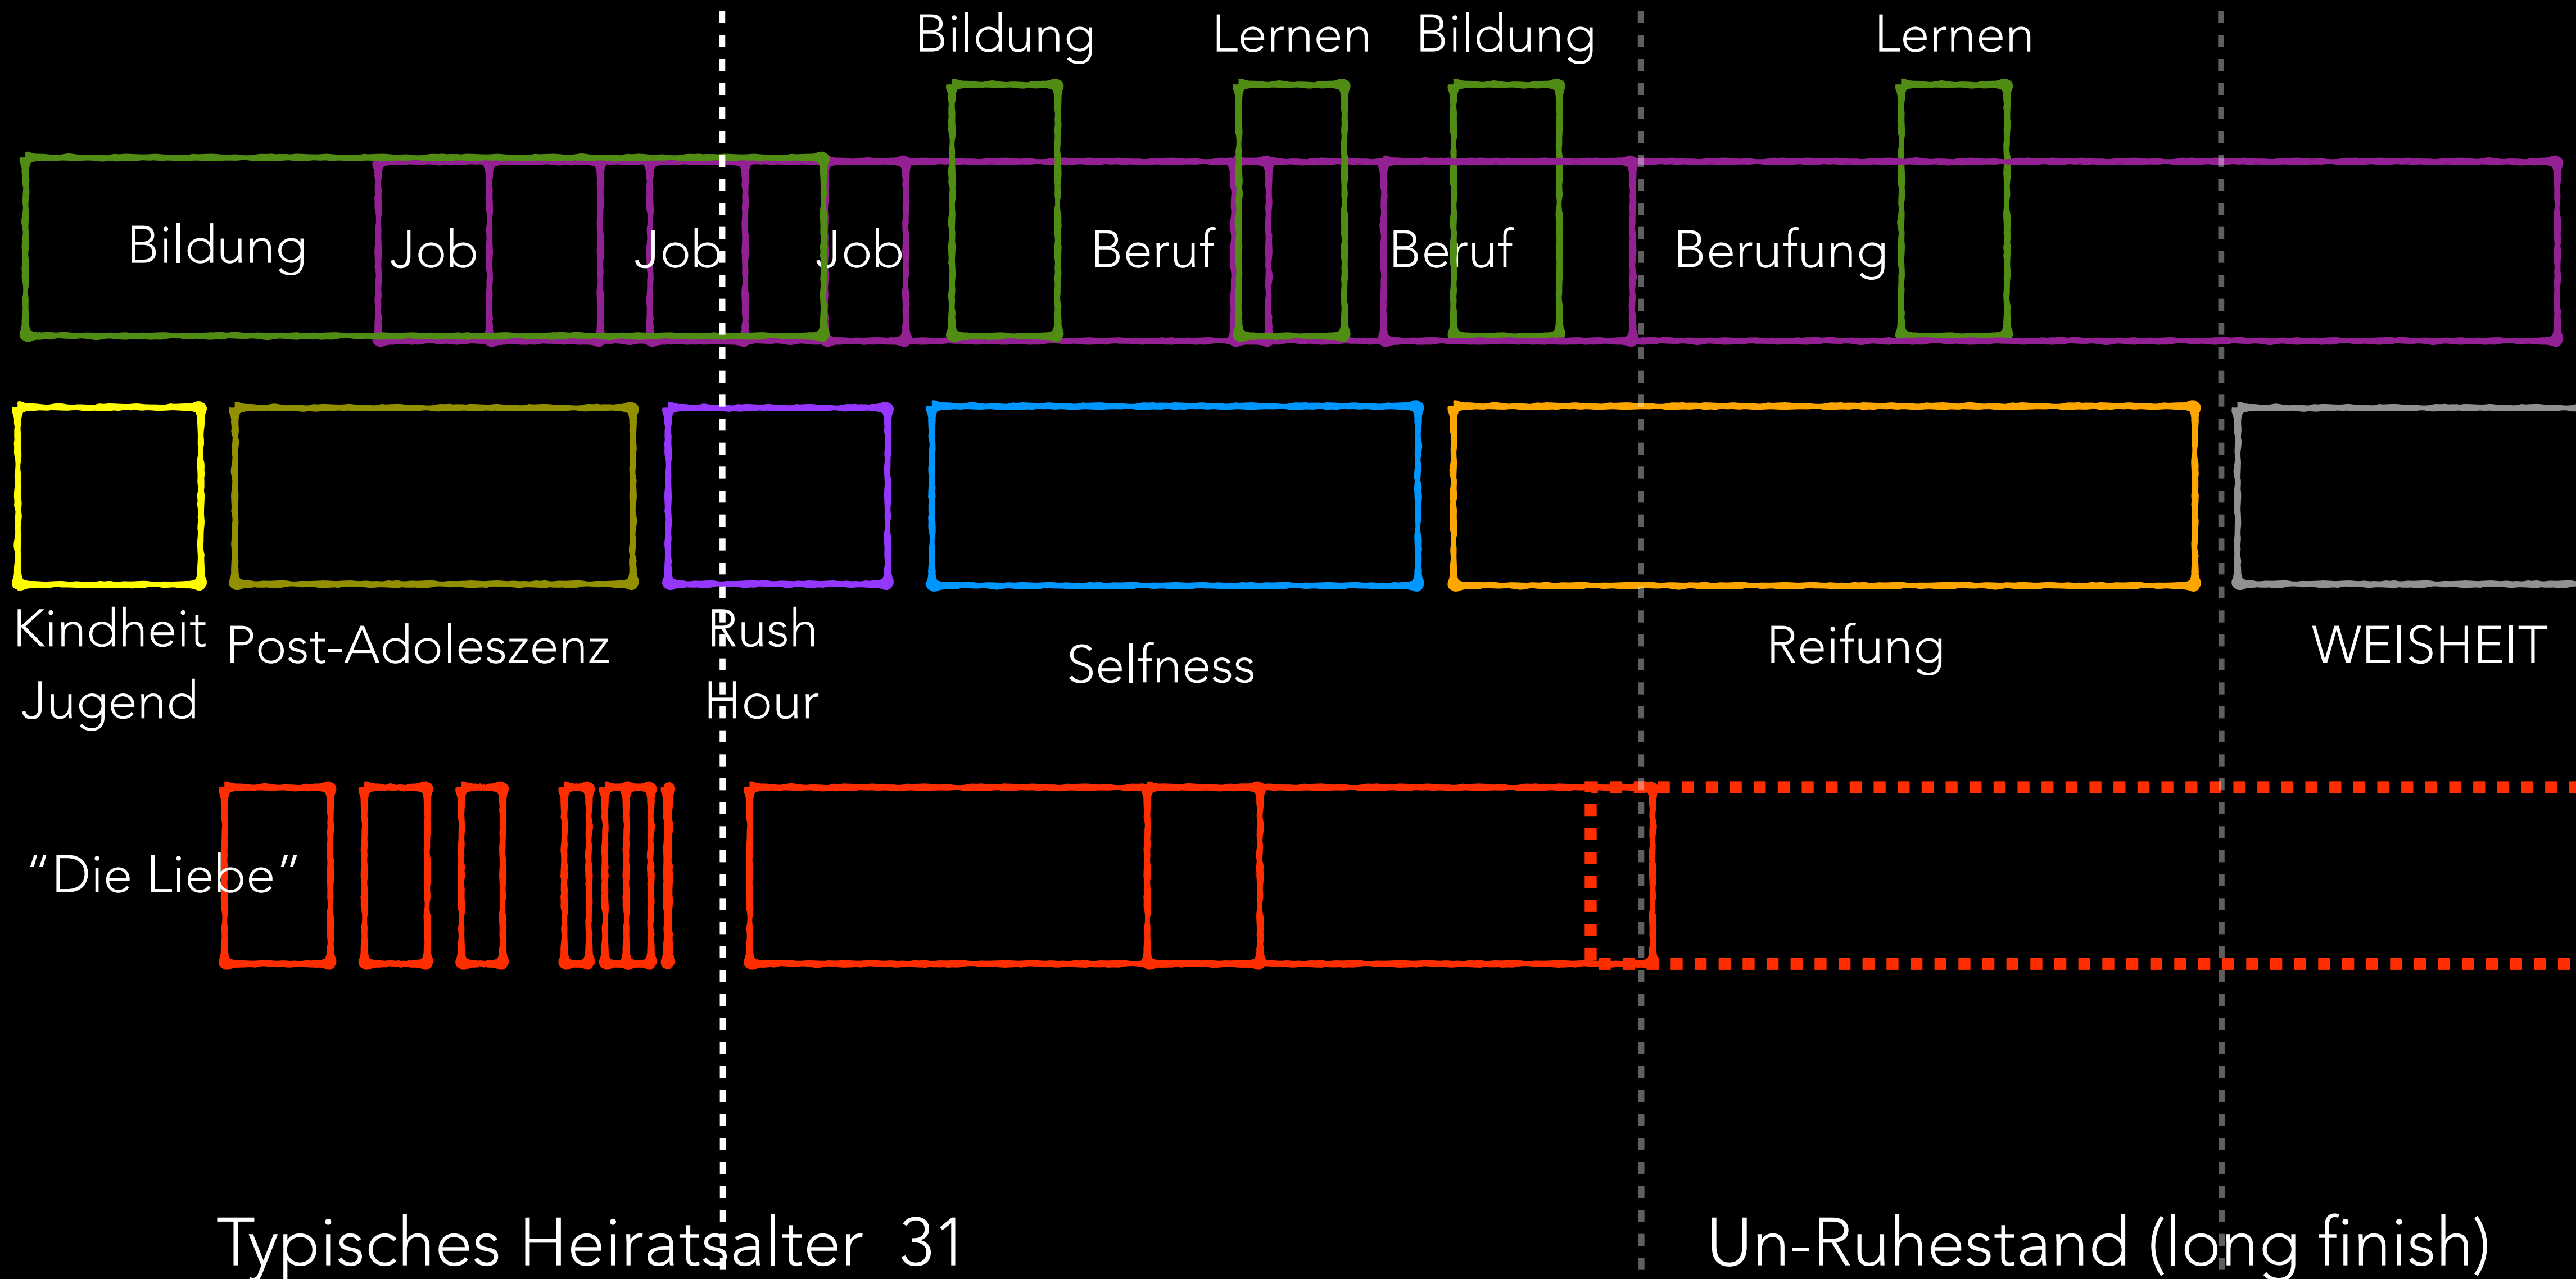 Bildung Lernen Bildung Lernen
Bildung Job Job Job Beruf Beruf Berufung
Kindheit
Jugend
Post-Adoleszenz
Rush
Hour
Selfness
Reifung
WEISHEIT
“Die Liebe”
Typisches Heiratsalter 31
Un-Ruhestand (long finish)